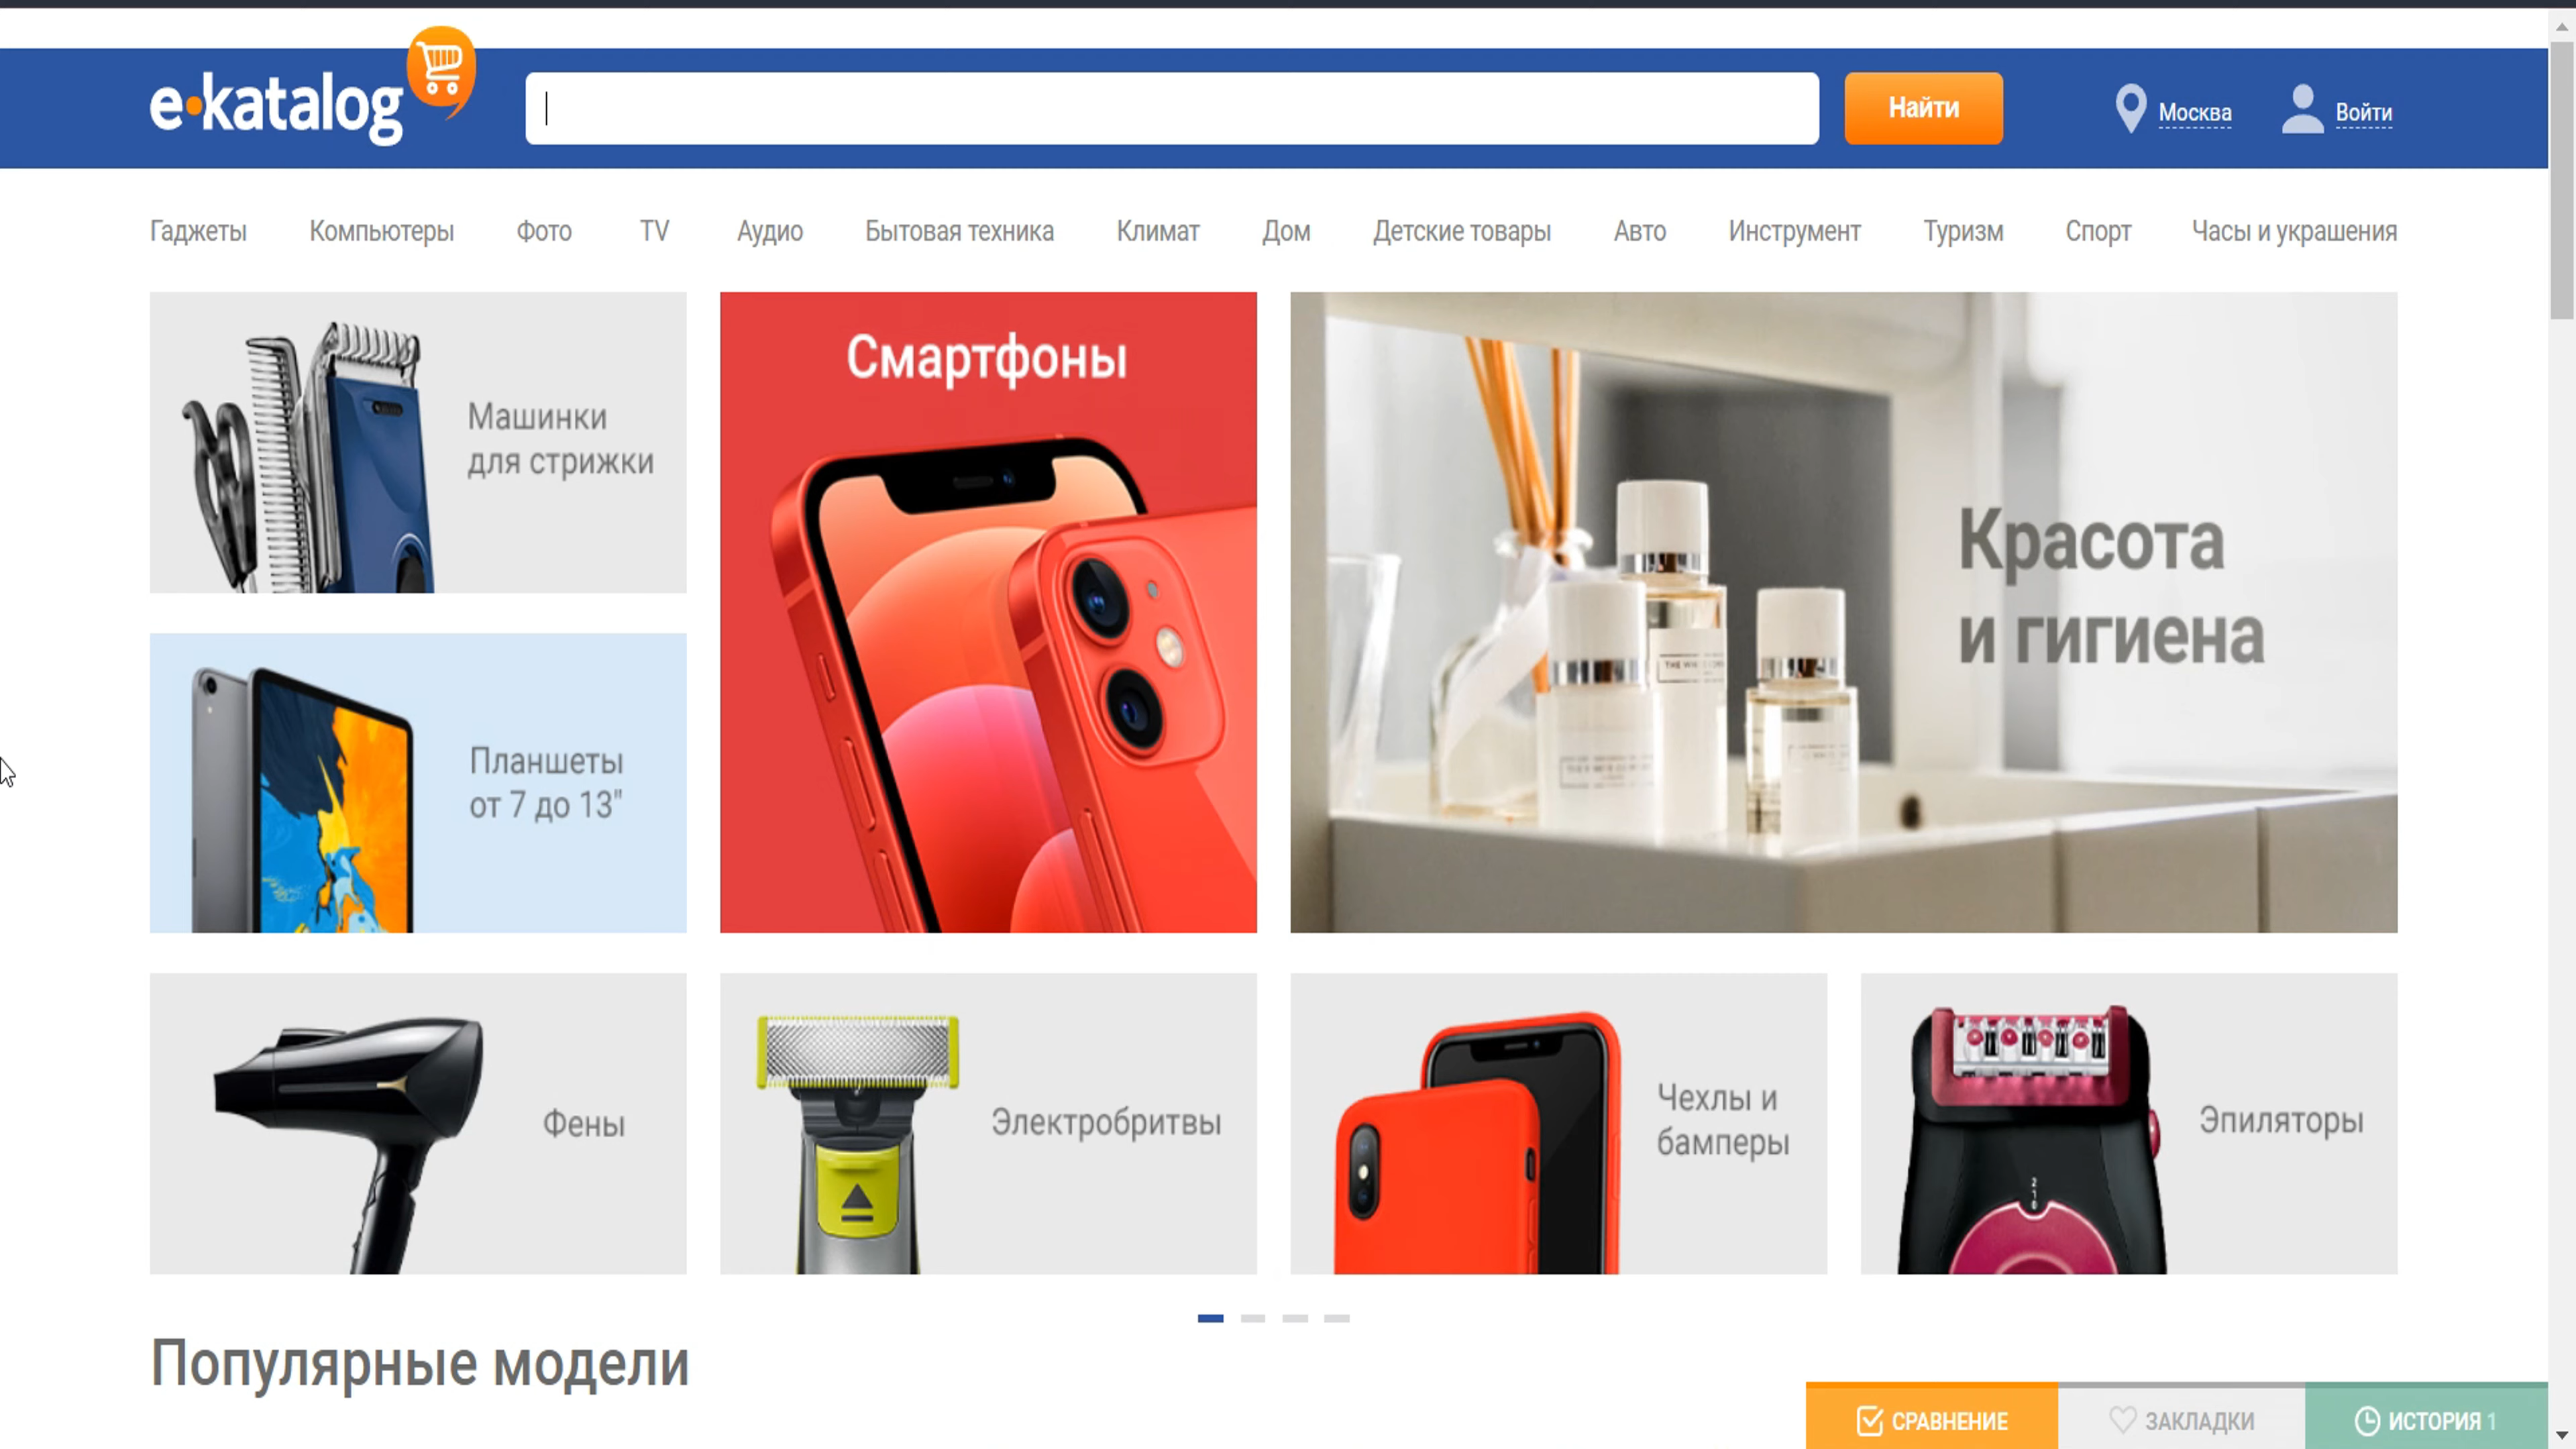 e•katalog
Найти
Москва
Войти
Гаджеты Компьютеры Фото TV Аудио Бытовая техника Климат Дом Детские товары Авто Инструмент Туризм Спорт Часы и украшения
Машинки
для стрижки
Смартфоны
Красота
и гигиена
Планшеты
от 7 до 13"
Фены
Электробритвы
Чехлы и
бамперы
Эпиляторы
Популярные модели
СРАВНЕНИЕ
ЗАКЛАДКИ
ИСТОРИЯ 1